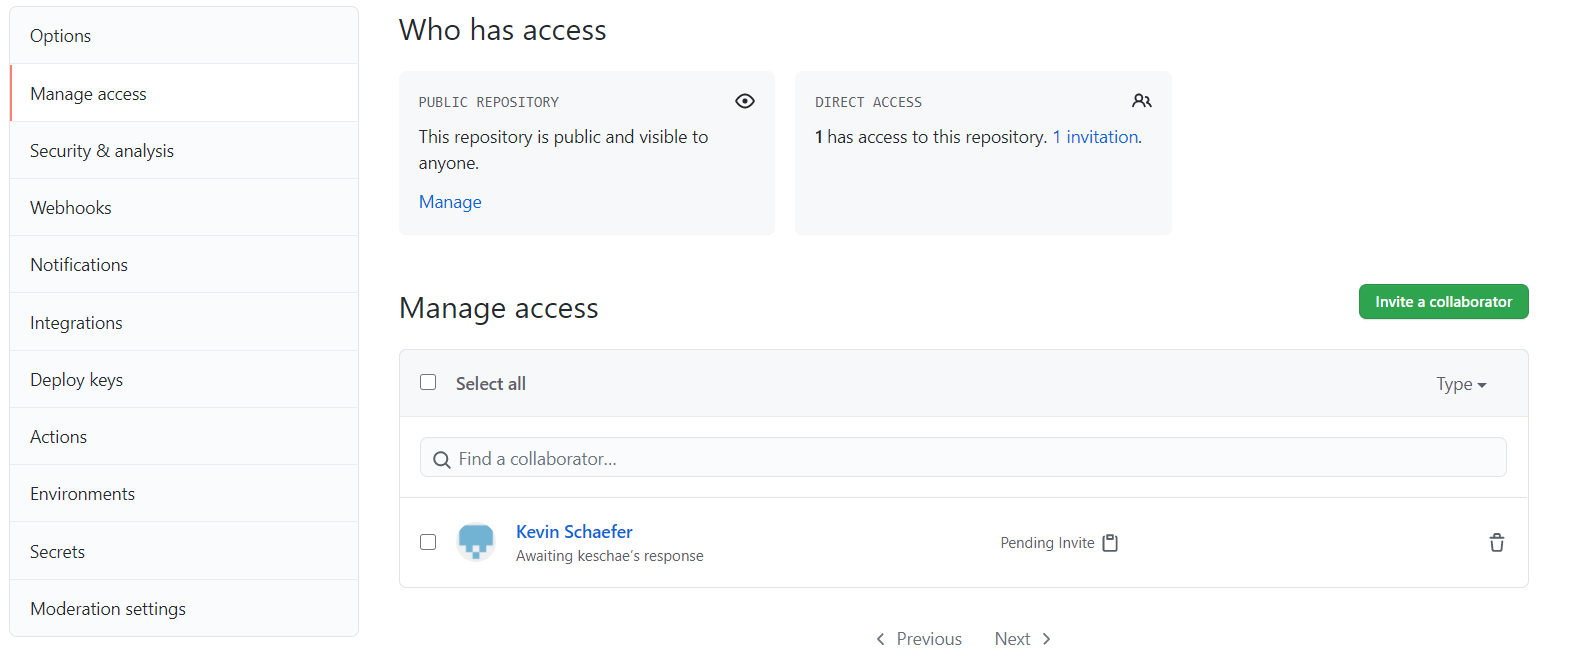 Options
Manage access
Security & analysis
Webhooks
Notifications
Integrations
Deploy keys
Actions
Environments
Secrets
Moderation settings
Who has access
PUBLIC REPOSITORY
This repository is public and visible to
anyone.
Manage
DIRECT ACCESS
1 has access to this repository. 1 invitation.
Manage access
Invite a collaborator
Select all
Type
Find a collaborator...
Kevin Schaefer
Awaiting keschae's response
Pending Invite
Previous
Next